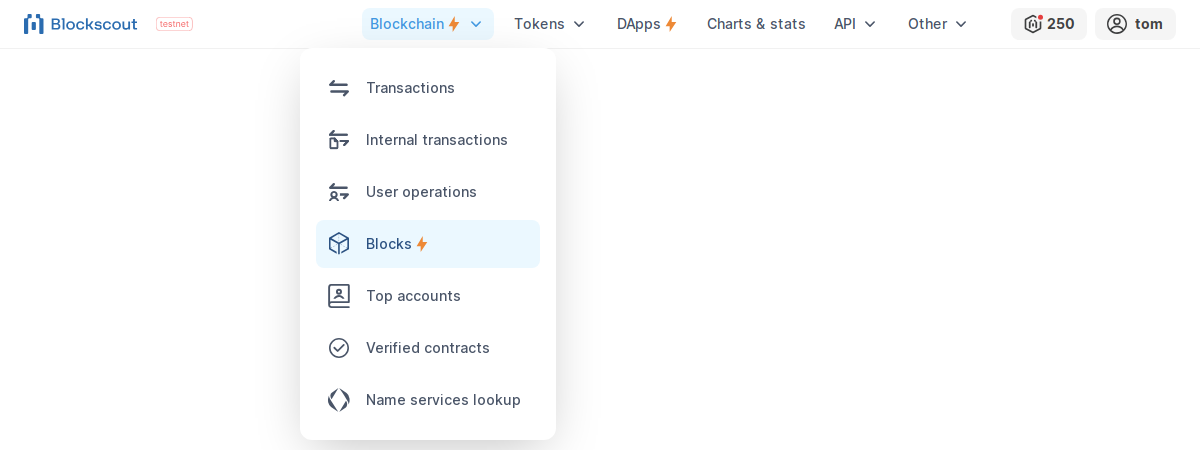 Blockscout testnet Blockchain Tokens DApps Charts & stats API Other 250 tom
Transactions
Internal transactions
User operations
Blocks
Top accounts
Verified contracts
Name services lookup